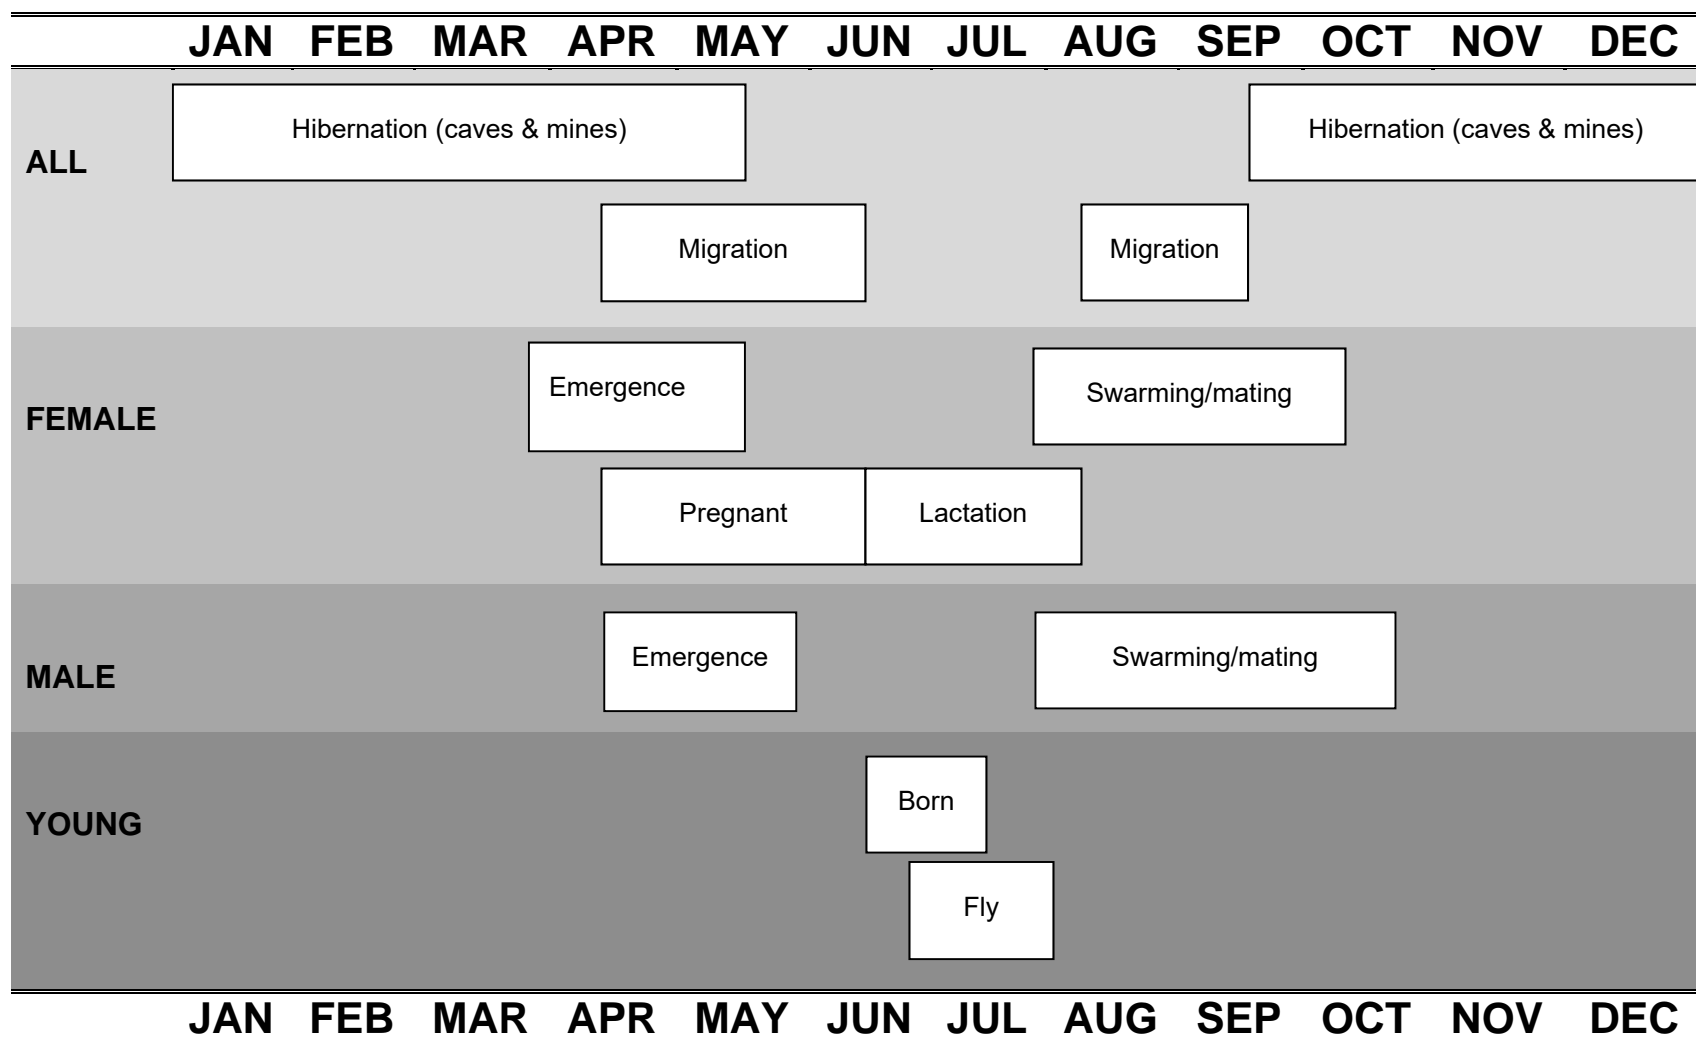 JAN FEB MAR APR MAY JUN JUL AUG SEP OCT NOV DEC
Hibernation (caves & mines) Hibernation (caves & mines)
ALL
Migration Migration
Emergence Swarming/mating
FEMALE
Pregnant Lactation
Emergence Swarming/mating
MALE
Born
YOUNG
Fly
JAN FEB MAR APR MAY JUN JUL AUG SEP OCT NOV DEC